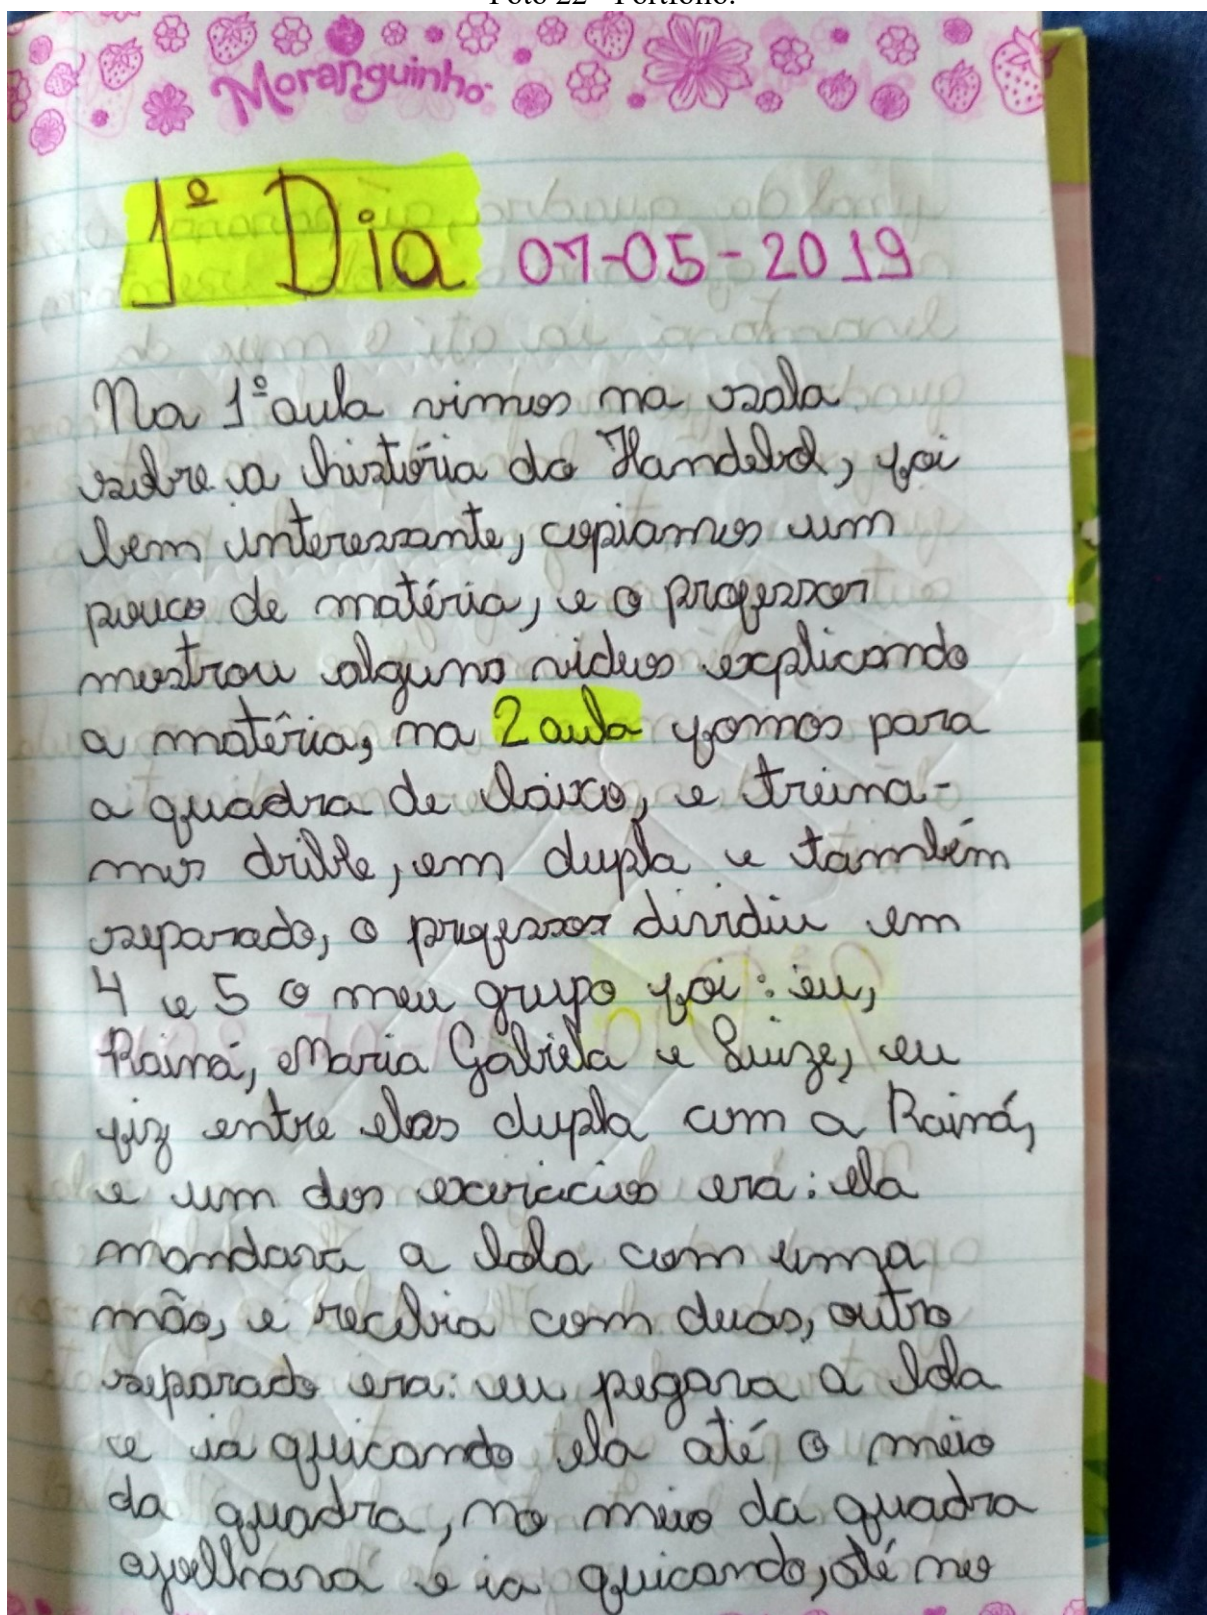 Foto 22 - Portfólio.
Moranguinho
1º Dia 07-05-2019
Na 1º aula vimos na sala
sobre a história do Handebol, foi
bem interessante, copiamos um
pouco de matéria, e o professor
mostrou alguns videos explicando
a matéria, na 2 aula fomos para
a quadra de baixo, e treina-
mos drible, em dupla e também
separado, o professor dividiu em
4 e 5 o meu grupo foi: eu,
Rainá, Maria Gabriela e Luize, eu
fiz entre elas dupla com a Rainá,
e um dos exericicios era: ela
mandava a bola com uma
mão, e recebia com duas, outro
separado era: eu pegava a bola
e ia quicando ela até o meio
da quadra, no meio da quadra
ajoelhava e ia quicando, até no